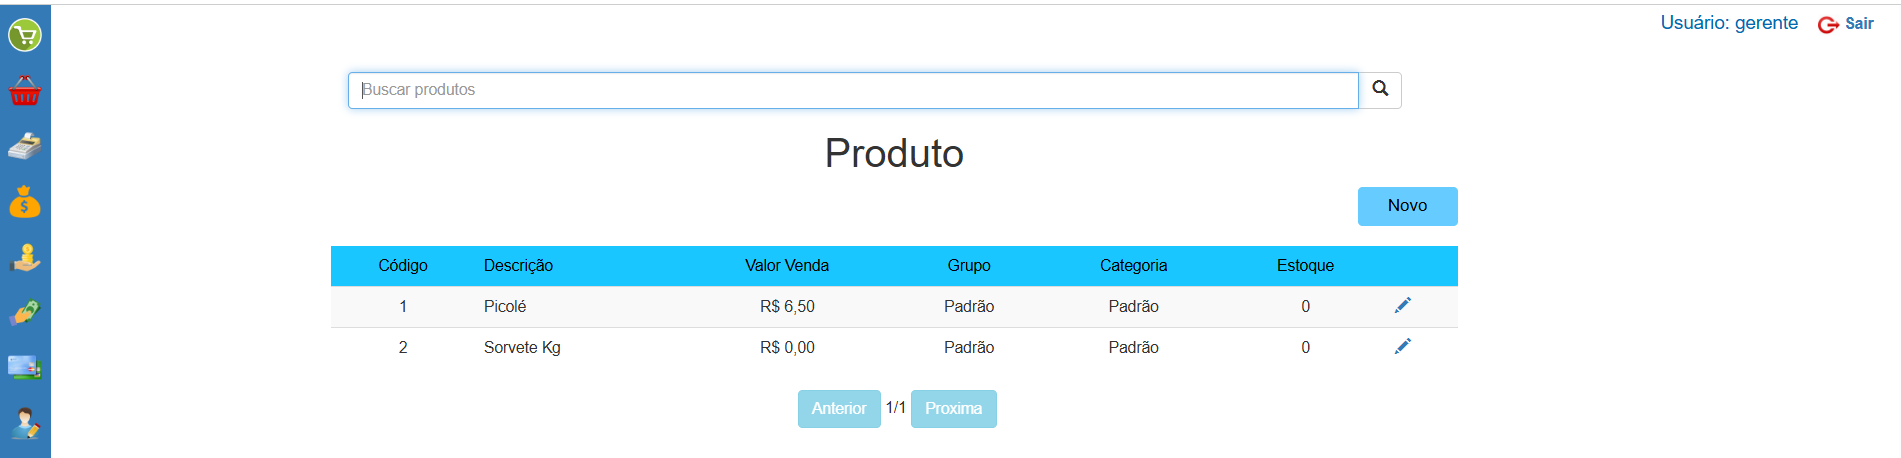 Usuário: gerente Sair
Buscar produtos
Produto
Novo
Código Descrição Valor Venda Grupo Categoria Estoque
1 Picolé R$ 6,50 Padrão Padrão 0
2 Sorvete Kg R$ 0,00 Padrão Padrão 0
Anterior 1/1 Proxima